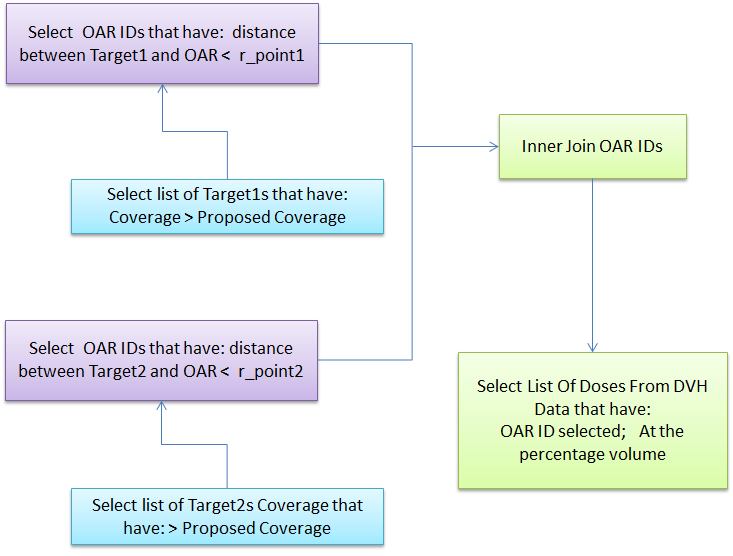 Select OAR IDs that have: distance
between Target1 and OAR < r_point1
Select list of Target1s that have:
Coverage > Proposed Coverage
Inner Join OAR IDs
Select OAR IDs that have: distance
between Target2 and OAR < r_point2
Select list of Target2s Coverage that
have: > Proposed Coverage
Select List Of Doses From DVH
Data that have:
OAR ID selected; At the
percentage volume